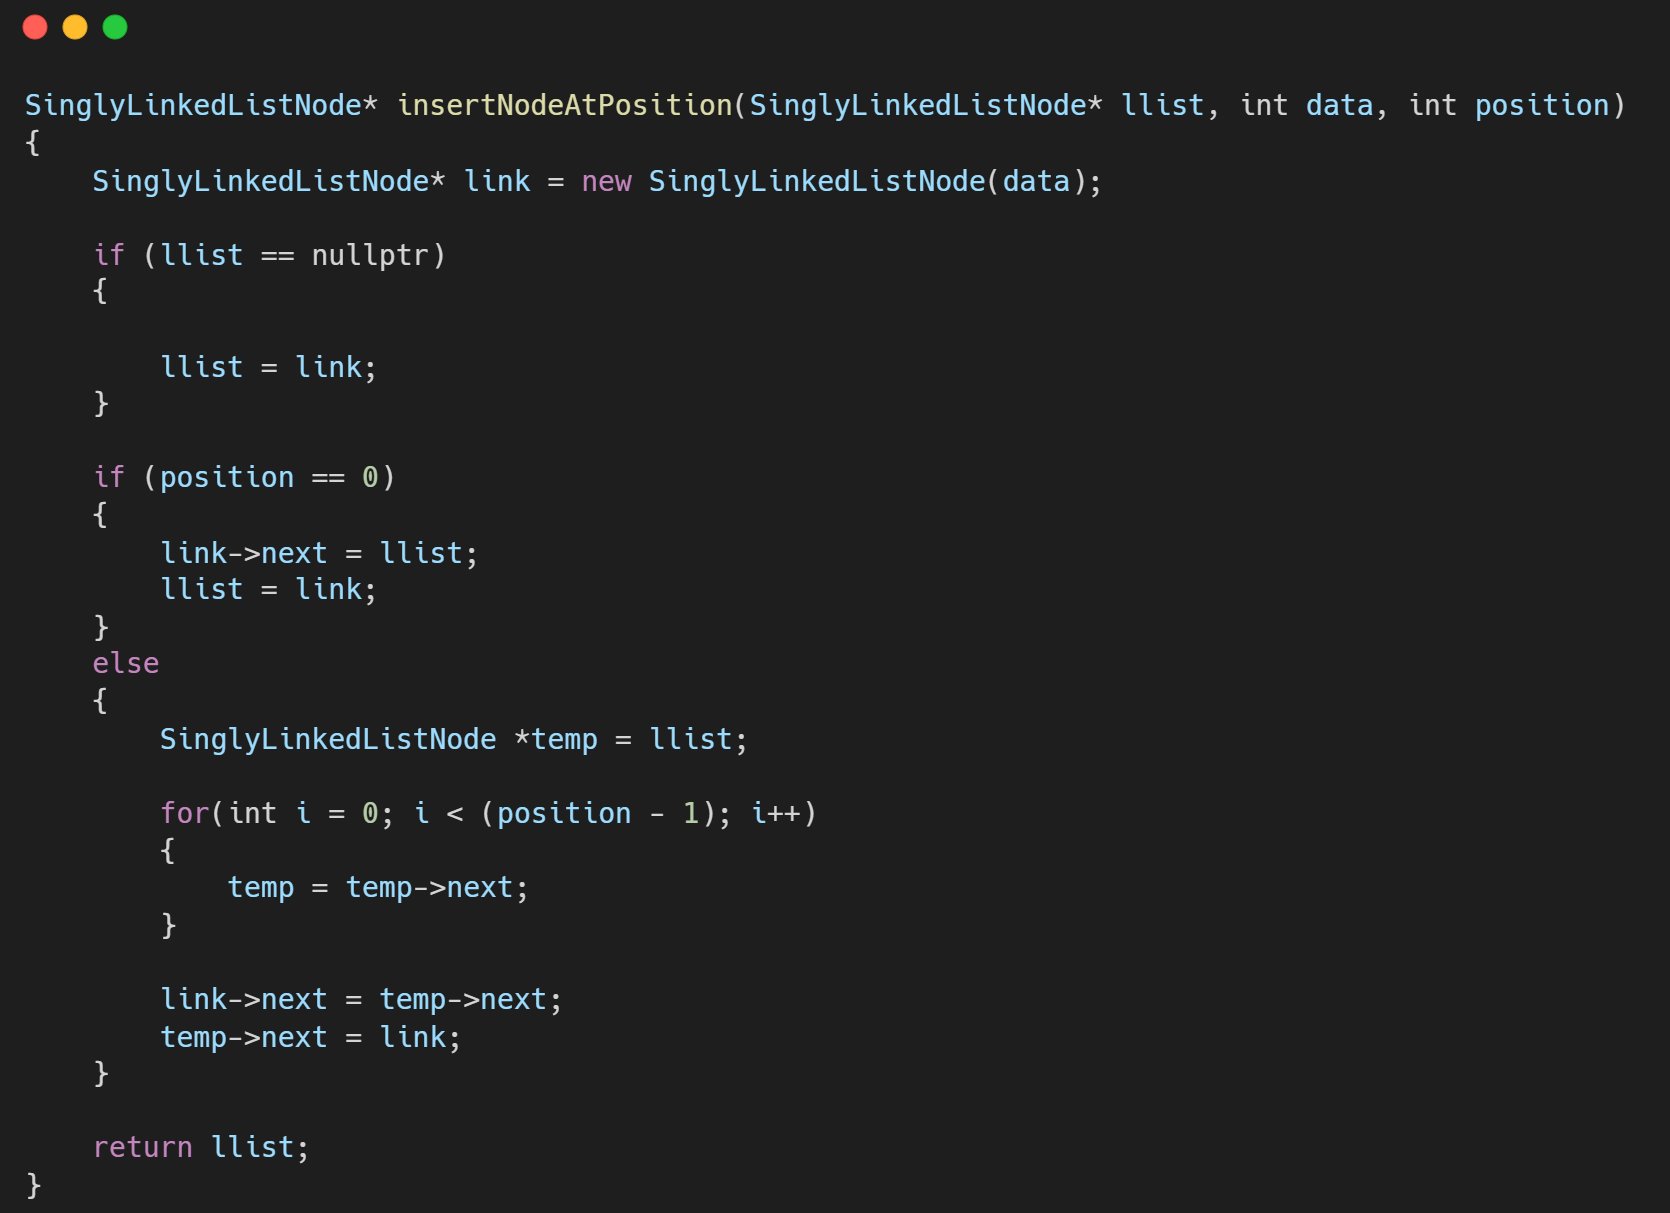 SinglyLinkedListNode* insertNodeAtPosition(SinglyLinkedListNode* llist, int data, int position)
{
    SinglyLinkedListNode* link = new SinglyLinkedListNode(data);

    if (llist == nullptr)
    {

        llist = link;
    }

    if (position == 0)
    {
        link->next = llist;
        llist = link;
    }
    else
    {
        SinglyLinkedListNode *temp = llist;

        for(int i = 0; i < (position - 1); i++)
        {
            temp = temp->next;
        }

        link->next = temp->next;
        temp->next = link;
    }

    return llist;
}